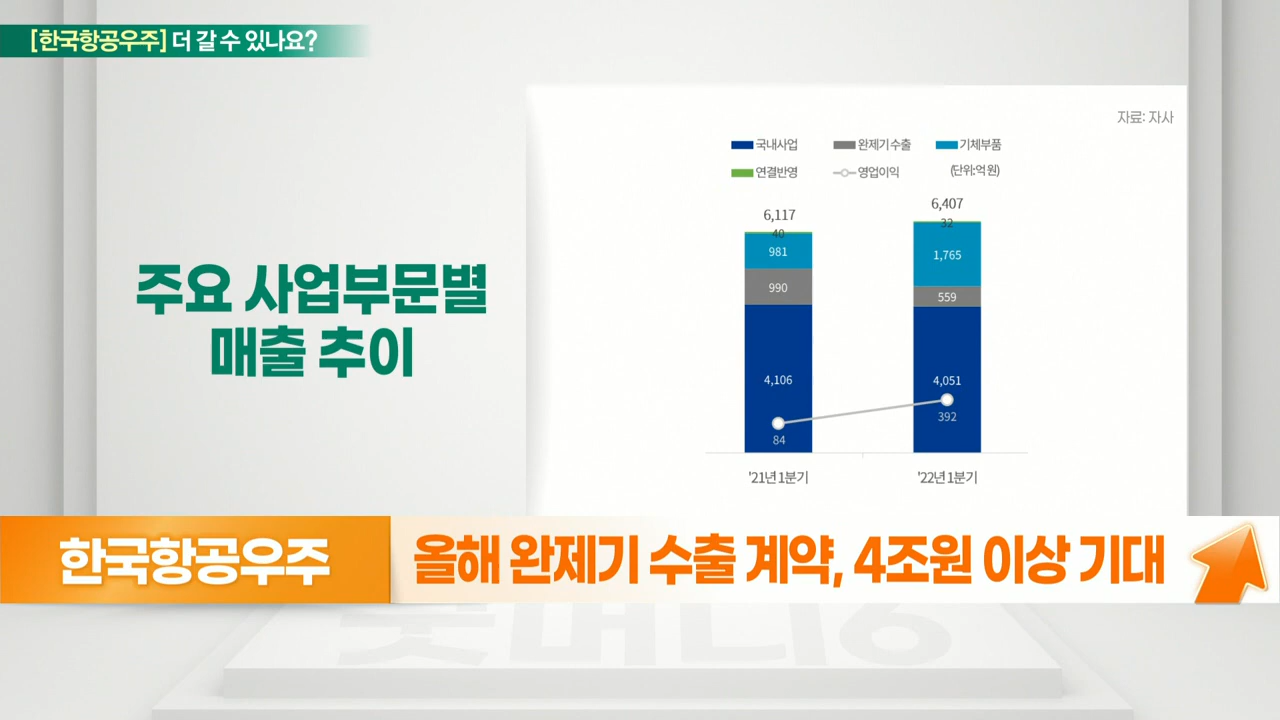 [한국항공우주] 더 갈 수 있나요?
자료: 자사
국내사업 완제기수출 기체부품
연결반영 영업이익 (단위:억 원)
6,117 6,407
40 32
981 1,765
990 559
4,106 4,051
84 392
'21년 1분기 '22년 1분기
주요 사업부문별
매출 추이
한국항공우주 올해 완제기 수출 계약, 4조원 이상 기대
굿머니6